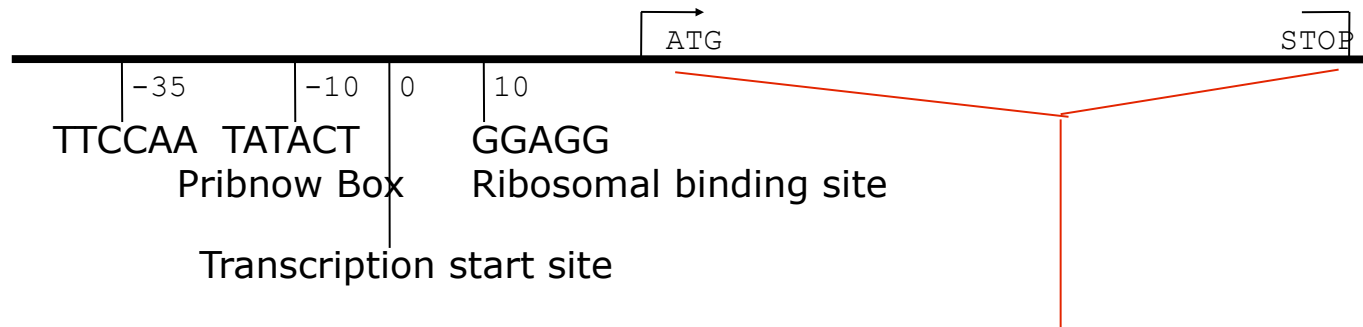 ATG STOP
-35 -10 0 10
TTCCAA TATACT GGAGG
Pribnow Box Ribosomal binding site
Transcription start site